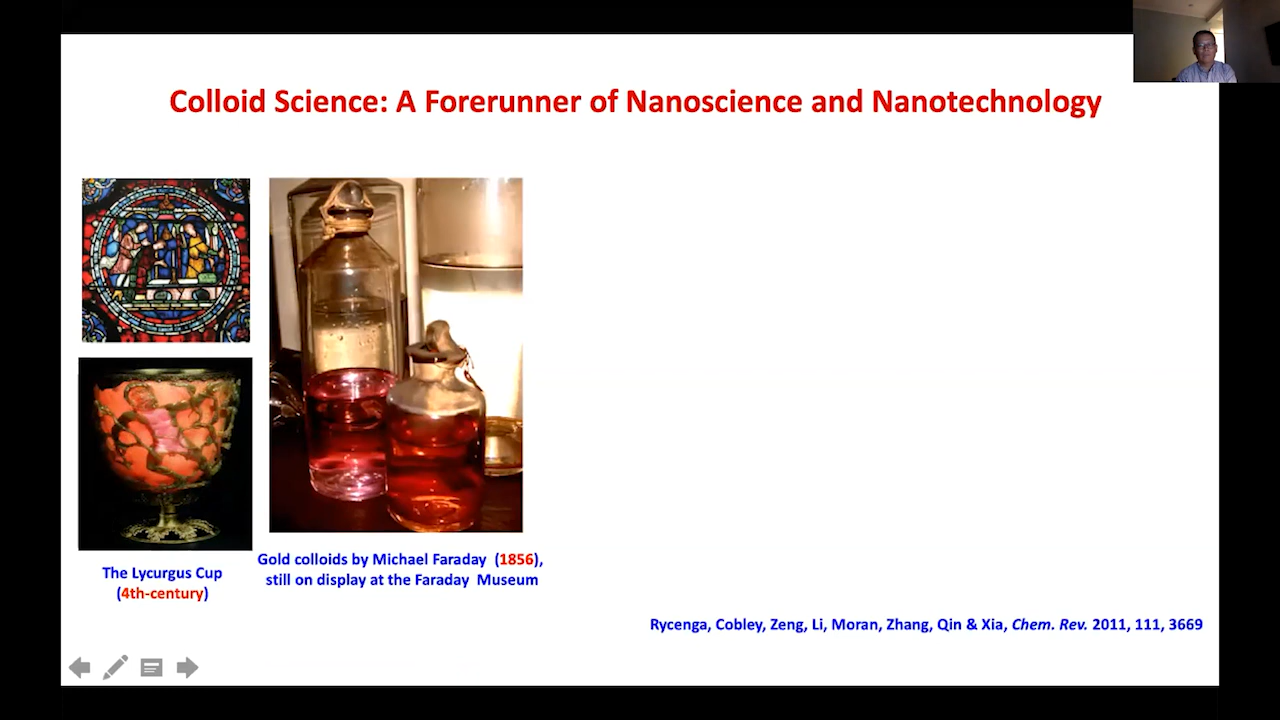 Colloid Science: A Forerunner of Nanoscience and Nanotechnology
The Lycurgus Cup
(4th-century)
Gold colloids by Michael Faraday (1856),
still on display at the Faraday Museum
Rycenga, Cobley, Zeng, Li, Moran, Zhang, Qin & Xia, Chem. Rev. 2011, 111, 3669